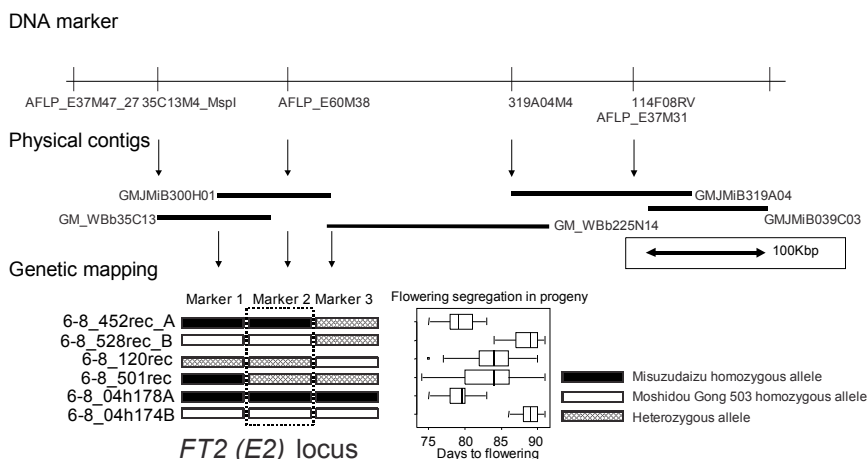 DNA marker
AFLP_E37M47_27 35C13M4_MspI AFLP_E60M38 319A04M4 114F08RV
AFLP_E37M31
Physical contigs
GMJMiB300H01 GMJMiB319A04
GM_WBb35C13 GM_WBb225N14 GMJMiB039C03
100Kbp
Genetic mapping
Marker 1 Marker 2 Marker 3 Flowering segregation in progeny
6-8_452rec_A
6-8_528rec_B
6-8_120rec
6-8_501rec Misuzudaizu homozygous allele
6-8_04h178A Moshidou Gong 503 homozygous allele
6-8_04h174B Heterozygous allele
75 80 85 90
FT2 (E2) locus Days to flowering